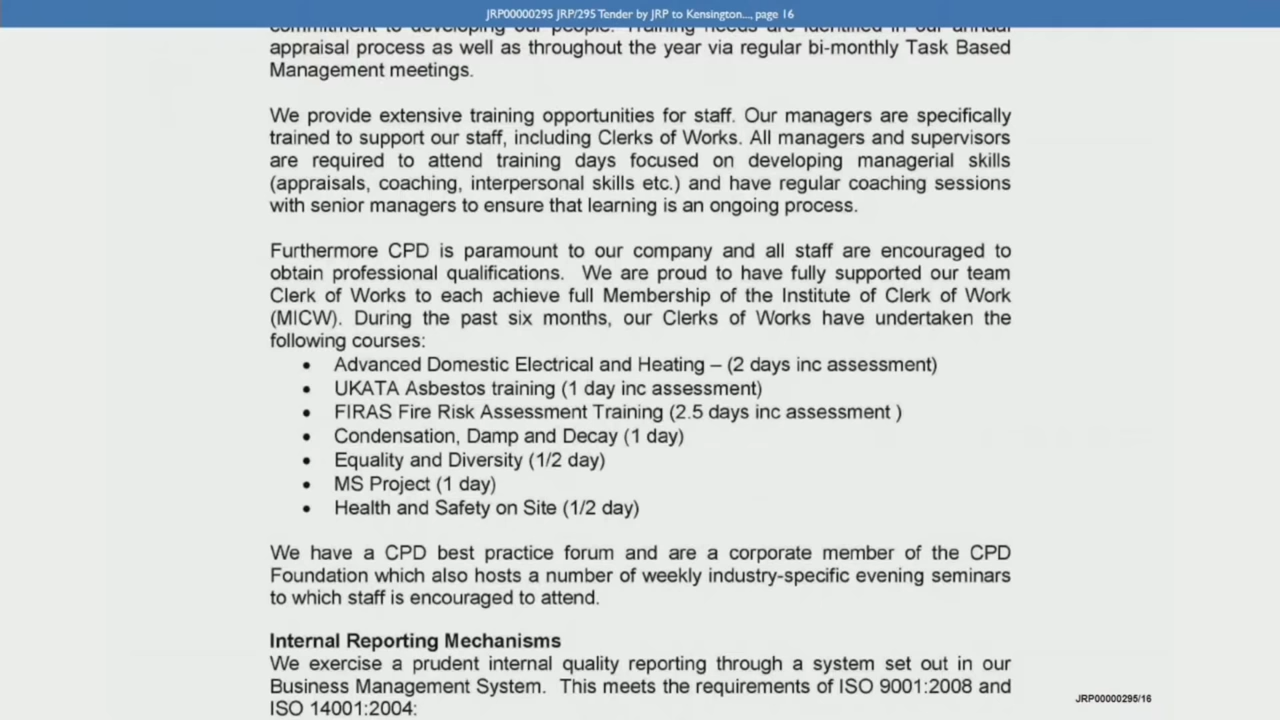 JRP00000295 JRP/295 Tender by JRP to Kensington..., page 16
commitment to developing our people. Training needs are identified in our annual
appraisal process as well as throughout the year via regular bi-monthly Task Based
Management meetings.
We provide extensive training opportunities for staff. Our managers are specifically
trained to support our staff, including Clerks of Works. All managers and supervisors
are required to attend training days focused on developing managerial skills
(appraisals, coaching, interpersonal skills etc.) and have regular coaching sessions
with senior managers to ensure that learning is an ongoing process.
Furthermore CPD is paramount to our company and all staff are encouraged to
obtain professional qualifications. We are proud to have fully supported our team
Clerk of Works to each achieve full Membership of the Institute of Clerk of Work
(MICW). During the past six months, our Clerks of Works have undertaken the
following courses:
• Advanced Domestic Electrical and Heating – (2 days inc assessment)
• UKATA Asbestos training (1 day inc assessment)
• FIRAS Fire Risk Assessment Training (2.5 days inc assessment )
• Condensation, Damp and Decay (1 day)
• Equality and Diversity (1/2 day)
• MS Project (1 day)
• Health and Safety on Site (1/2 day)
We have a CPD best practice forum and are a corporate member of the CPD
Foundation which also hosts a number of weekly industry-specific evening seminars
to which staff is encouraged to attend.
Internal Reporting Mechanisms
We exercise a prudent internal quality reporting through a system set out in our
Business Management System. This meets the requirements of ISO 9001:2008 and
ISO 14001:2004:
JRP00000295/16